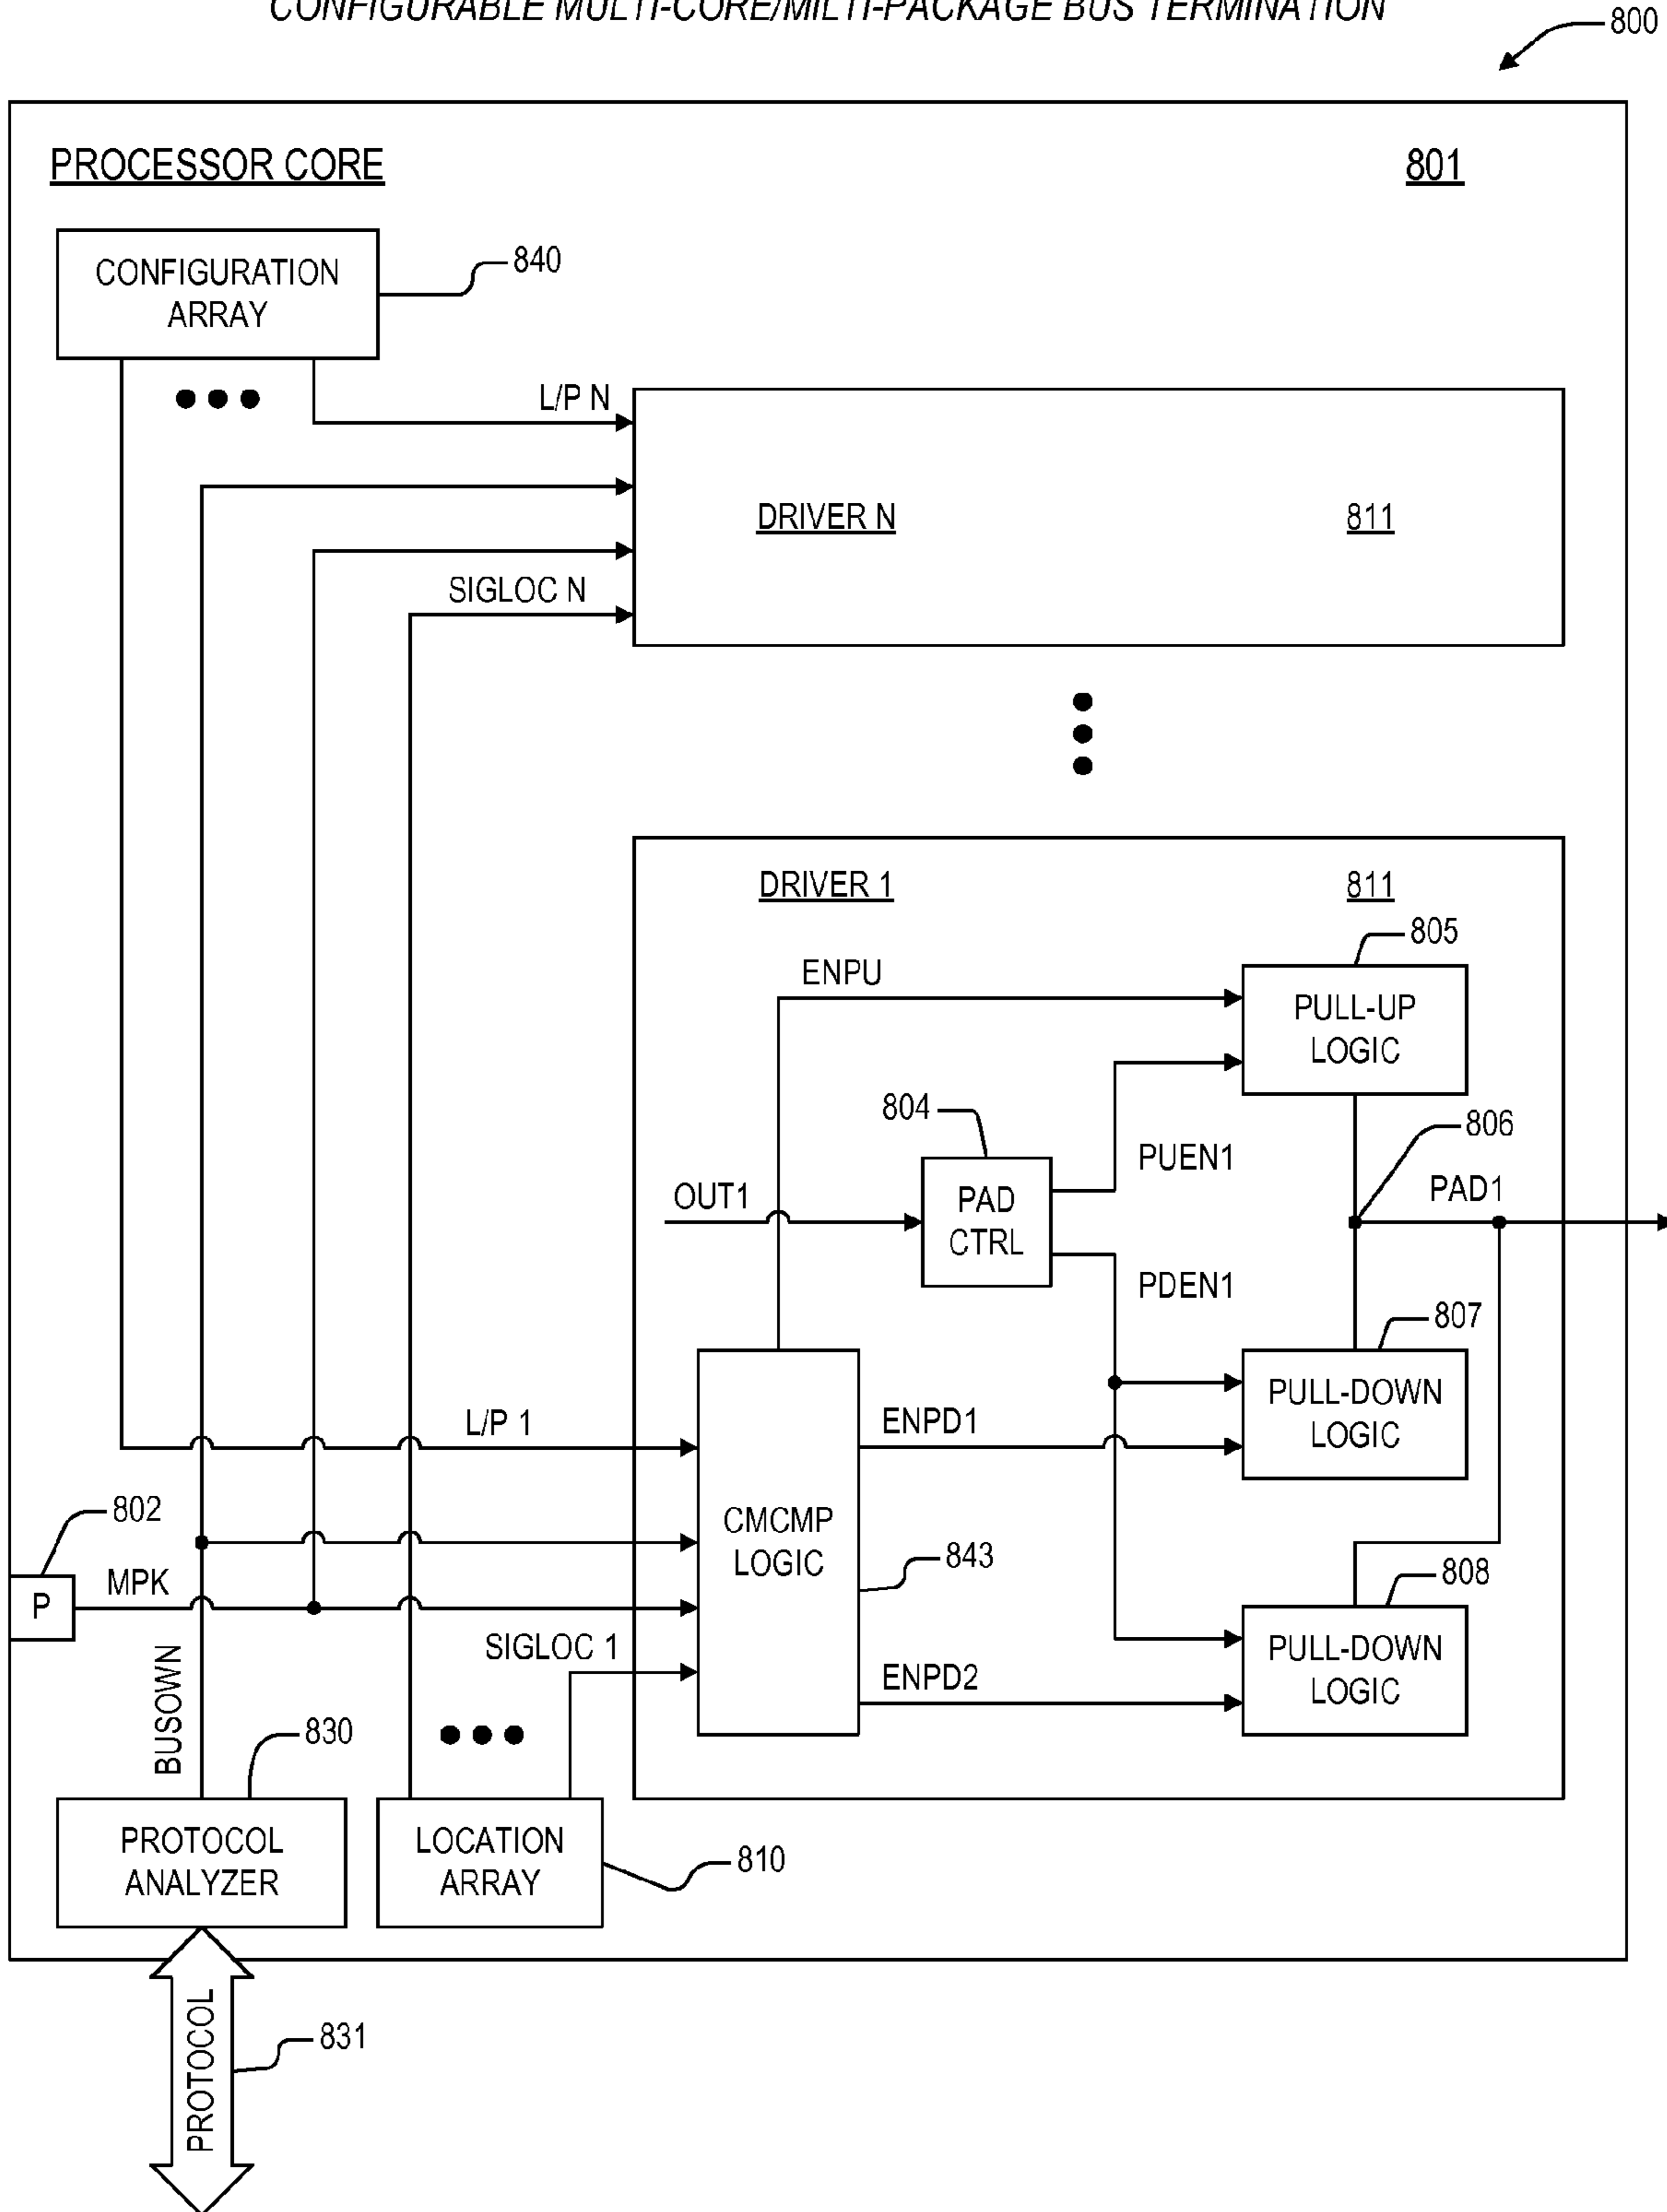 CONFIGURABLE MULTI-CORE/MILTI-PACKAGE BUS TERMINATION
800
PROCESSOR CORE
801
CONFIGURATION
ARRAY
840
L/P N
DRIVER N
811
SIGLOC N
DRIVER 1
811
805
ENPU
PULL-UP
LOGIC
804
806
PUEN1
OUT1
PAD
CTRL
PAD1
PDEN1
807
PULL-DOWN
LOGIC
L/P 1
ENPD1
802
CMCMP
LOGIC
843
MPK
P
808
SIGLOC 1
PULL-DOWN
LOGIC
ENPD2
BUSOWN
830
PROTOCOL
ANALYZER
LOCATION
ARRAY
810
PROTOCOL
831